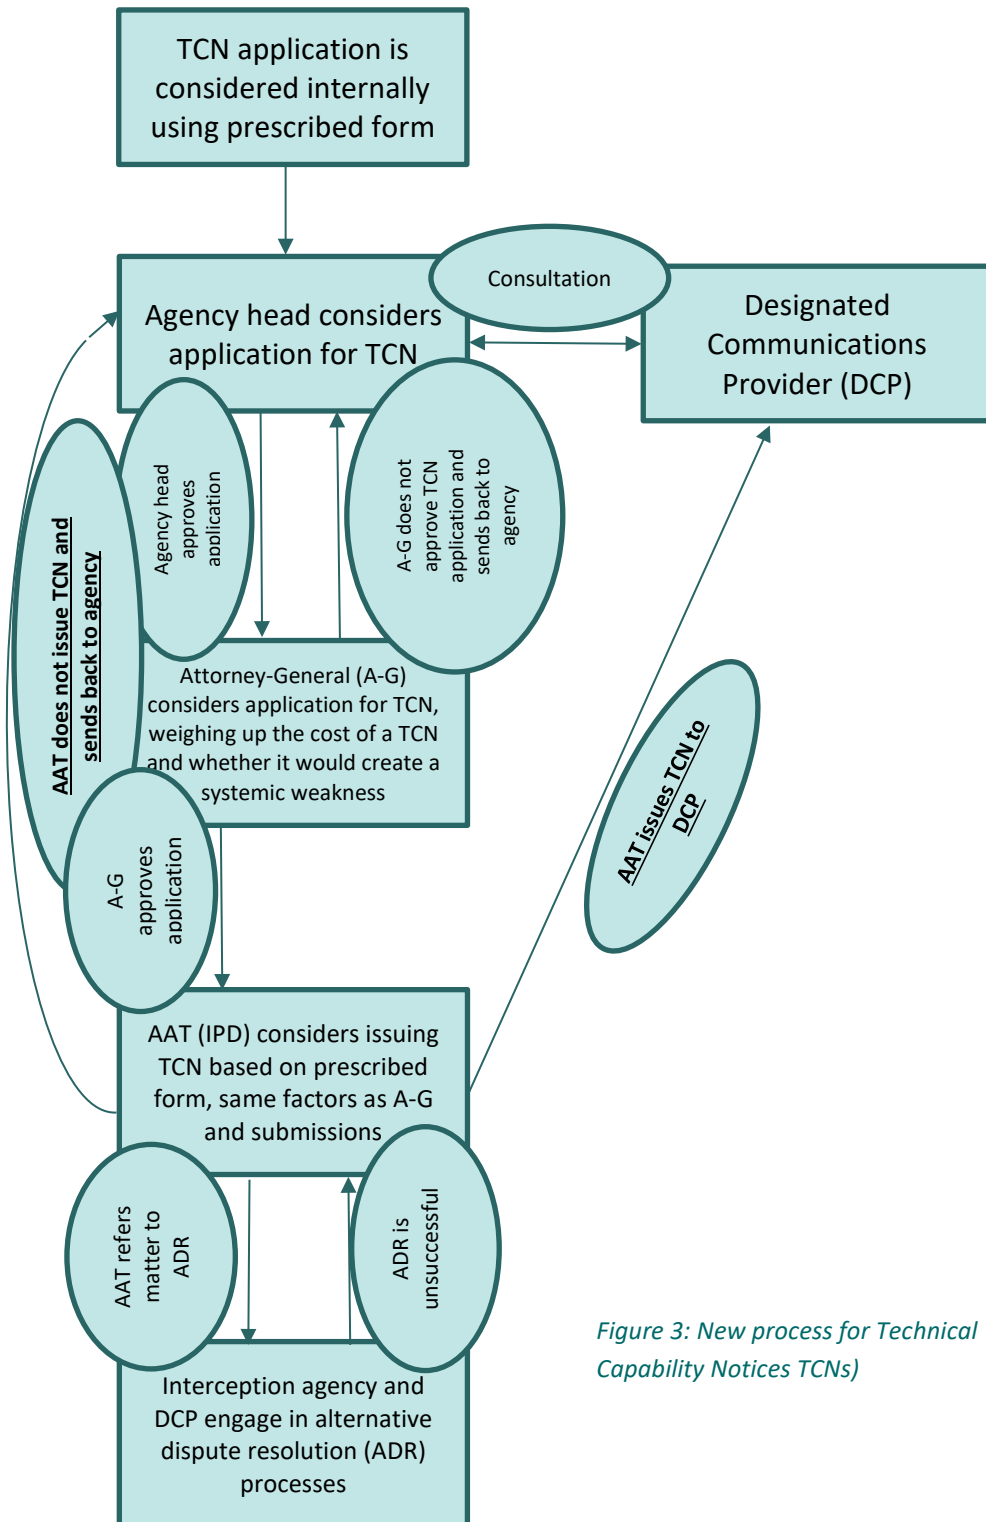 TCN application is
considered internally
using prescribed form
Consultation
Agency head considers
application for TCN
Designated
Communications
Provider (DCP)
Agency head
approves
application
A-G does not
approve TCN
application and
sends back to
agency
AAT does not issue TCN and
sends back to agency
Attorney-General (A-G)
considers application for TCN,
weighing up the cost of a TCN
and whether it would create a
systemic weakness
AAT issues TCN to
DCP
A-G
approves
application
AAT (IPD) considers issuing
TCN based on prescribed
form, same factors as A-G
and submissions
AAT refers
matter to
ADR
ADR is
unsuccessful
Figure 3: New process for Technical
Capability Notices TCNs)
Interception agency and
DCP engage in alternative
dispute resolution (ADR)
processes